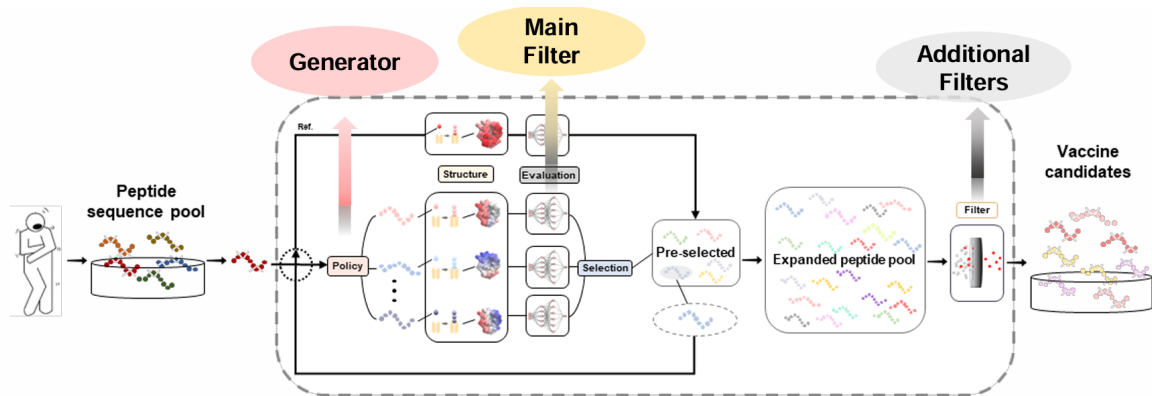 Generator
Main
Filter
Additional
Filters
Ref.
Structure
Evaluation
Peptide
sequence pool
Policy
Selection
Pre-selected
Expanded peptide pool
Filter
Vaccine
candidates